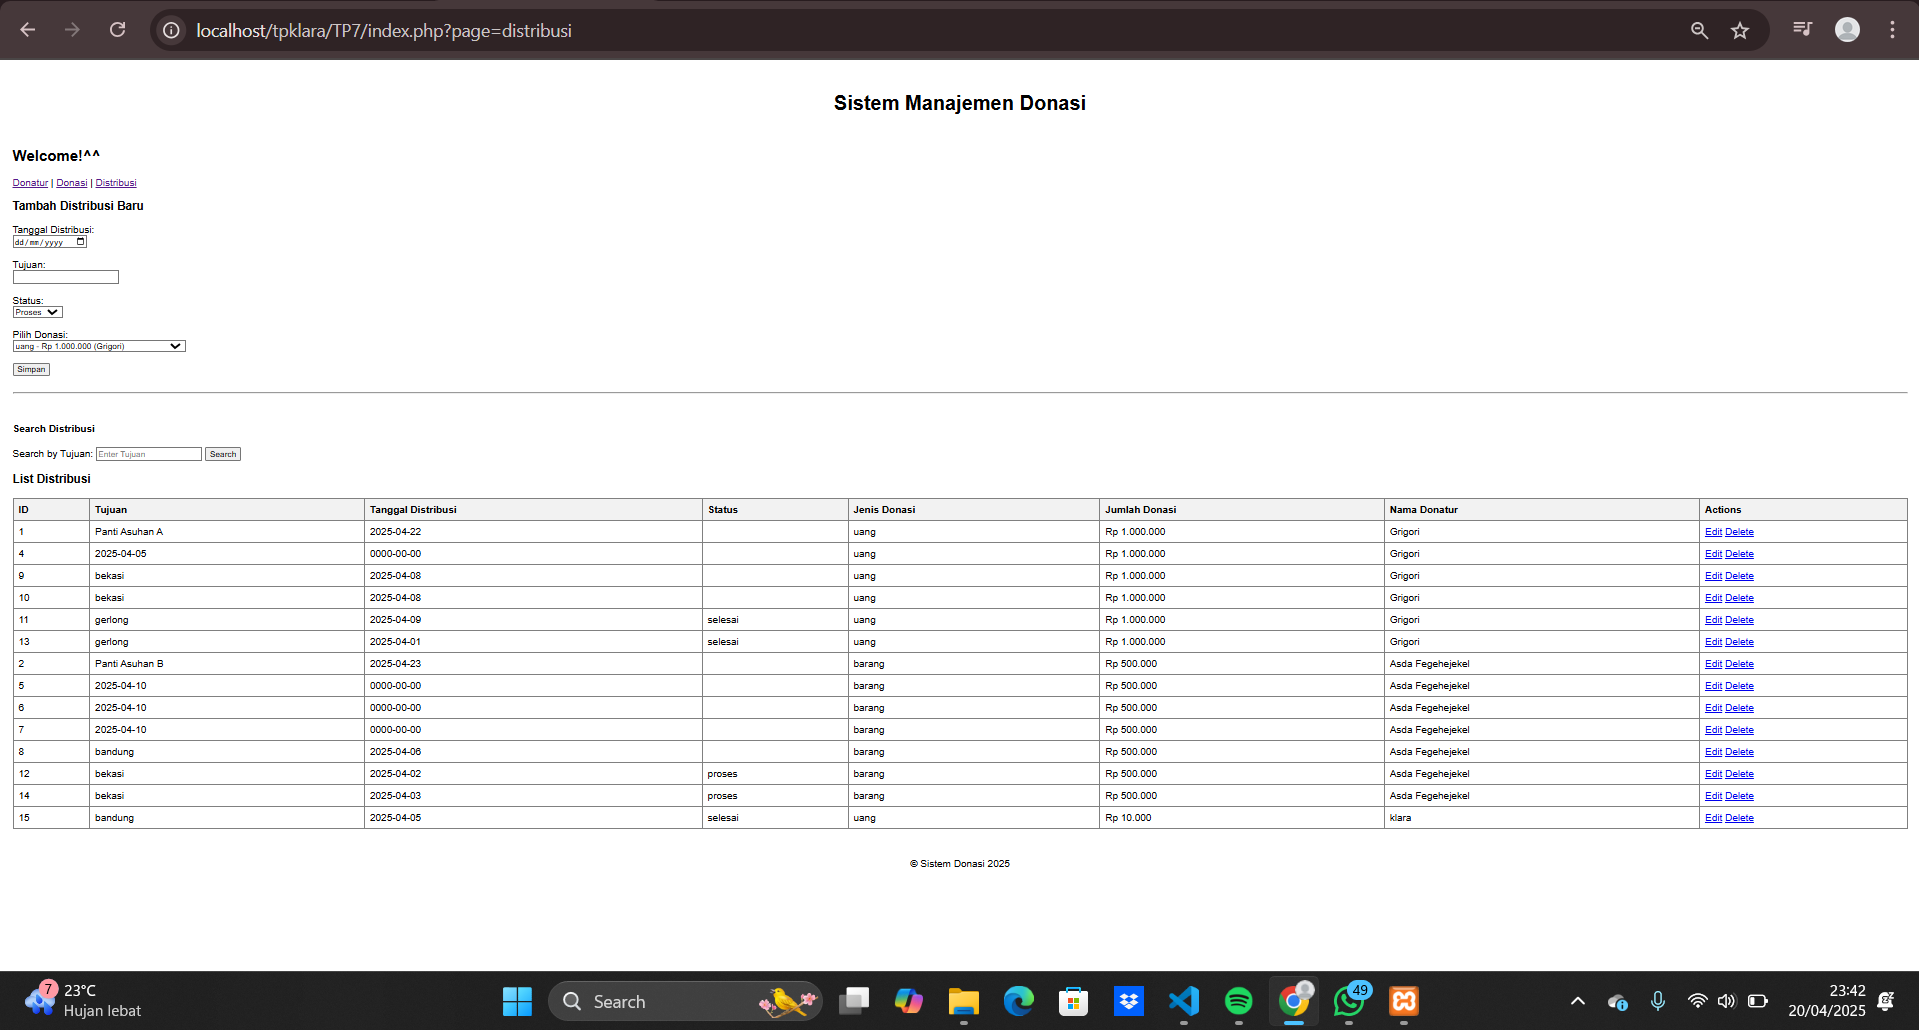 localhost/tpklara/TP7/index.php?page=distribusi
Sistem Manajemen Donasi
Welcome!^^
Donatur | Donasi | Distribusi
Tambah Distribusi Baru
Tanggal Distribusi:
dd/mm/yyyy
Tujuan:
Status:
Proses
Pilih Donasi:
uang - Rp 1.000.000 (Grigori)
Simpan
Search Distribusi
Search by Tujuan: Enter Tujuan Search
List Distribusi
ID Tujuan Tanggal Distribusi Status Jenis Donasi Jumlah Donasi Nama Donatur Actions
1 Panti Asuhan A 2025-04-22 uang Rp 1.000.000 Grigori Edit Delete
4 2025-04-05 0000-00-00 uang Rp 1.000.000 Grigori Edit Delete
9 bekasi 2025-04-08 uang Rp 1.000.000 Grigori Edit Delete
10 bekasi 2025-04-08 uang Rp 1.000.000 Grigori Edit Delete
11 gerlong 2025-04-09 selesai uang Rp 1.000.000 Grigori Edit Delete
13 gerlong 2025-04-01 selesai uang Rp 1.000.000 Grigori Edit Delete
2 Panti Asuhan B 2025-04-23 barang Rp 500.000 Asda Fegehejekel Edit Delete
5 2025-04-10 0000-00-00 barang Rp 500.000 Asda Fegehejekel Edit Delete
6 2025-04-10 0000-00-00 barang Rp 500.000 Asda Fegehejekel Edit Delete
7 2025-04-10 0000-00-00 barang Rp 500.000 Asda Fegehejekel Edit Delete
8 bandung 2025-04-06 barang Rp 500.000 Asda Fegehejekel Edit Delete
12 bekasi 2025-04-02 proses barang Rp 500.000 Asda Fegehejekel Edit Delete
14 bekasi 2025-04-03 proses barang Rp 500.000 Asda Fegehejekel Edit Delete
15 bandung 2025-04-05 selesai uang Rp 10.000 klara Edit Delete
© Sistem Donasi 2025
7 23°C
Hujan lebat
Search
49
23:42
20/04/2025